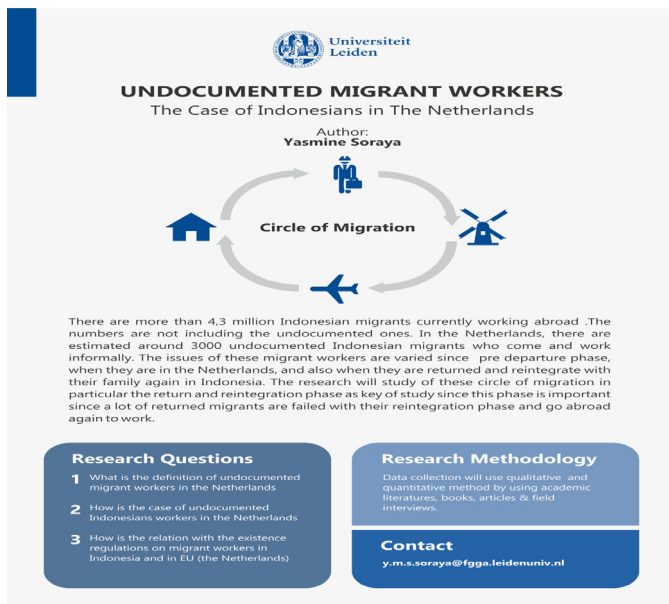 Universiteit
Leiden
UNDOCUMENTED MIGRANT WORKERS
The Case of Indonesians in The Netherlands
Author:
Yasmine Soraya
Circle of Migration
There are more than 4,3 million Indonesian migrants currently working abroad .The
numbers are not including the undocumented ones. In the Netherlands, there are
estimated around 3000 undocumented Indonesian migrants who come and work
informally. The issues of these migrant workers are varied since pre departure phase,
when they are in the Netherlands, and also when they are returned and reintegrate with
their family again in Indonesia. The research will study of these circle of migration in
particular the return and reintegration phase as key of study since this phase is important
since a lot of returned migrants are failed with their reintegration phase and go abroad
again to work.
Research Questions
1 What is the definition of undocumented
migrant workers in the Netherlands
2 How is the case of undocumented
Indonesians workers in the Netherlands
3 How is the relation with the existence
regulations on migrant workers in
Indonesia and in EU (the Netherlands)
Research Methodology
Data collection will use qualitative and
quantitative method by using academic
literatures, books, articles & field
interviews.
Contact
y.m.s.soraya@fgga.leidenuniv.nl